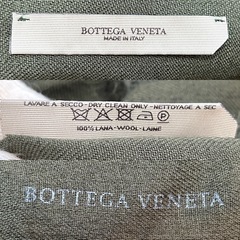 BOTTEGA VENETA
MADE IN ITALY
LAVARE A SECCO-DRY CLEAN ONLY-NETTOYAGE A SEC
100% LANA-WOOL-LAINE
BOTTEGA VENETA